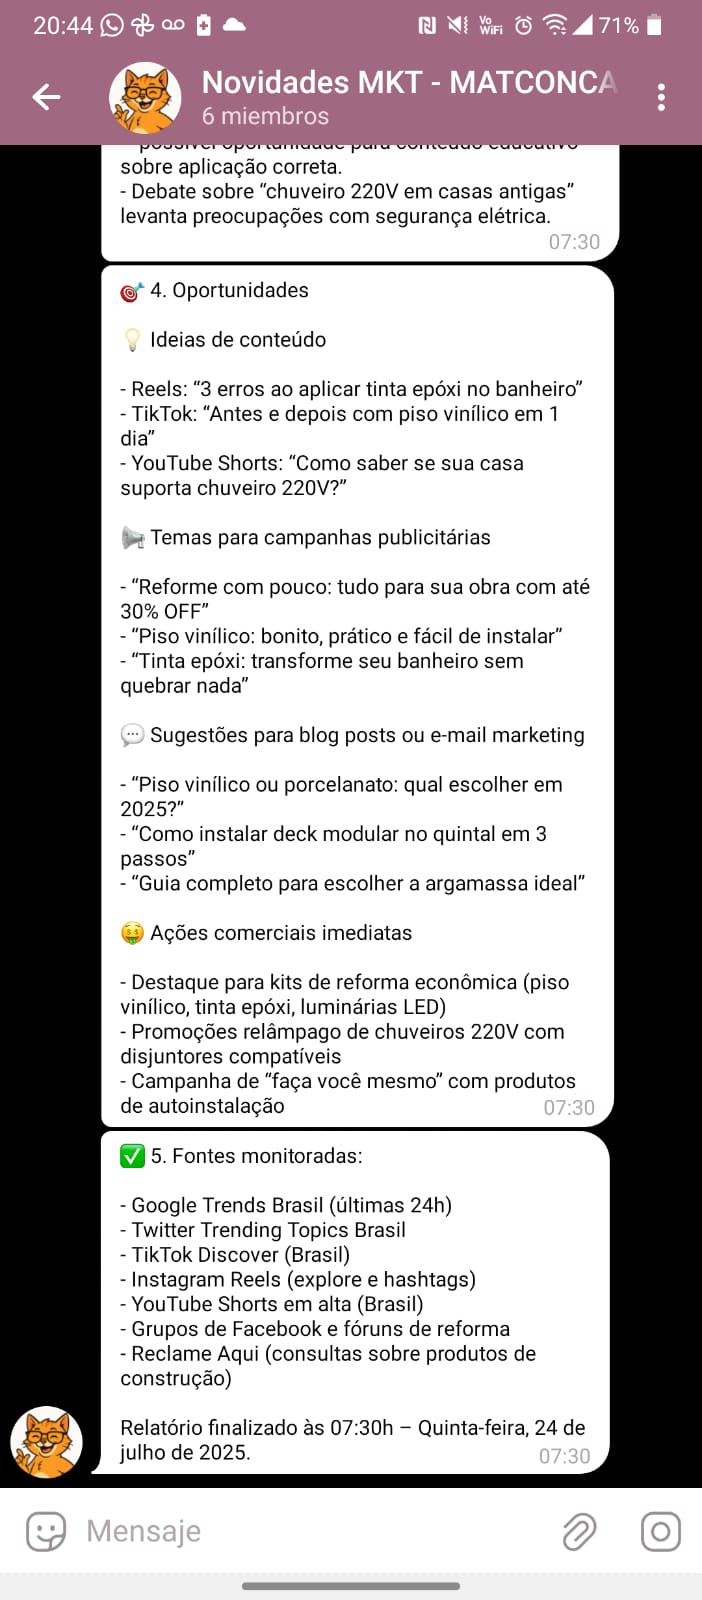 20:44
Vo
WiFi
71%
Novidades MKT - MATCONCA
6 miembros
possível oportunidade para conteúdo educativo
sobre aplicação correta.
- Debate sobre “chuveiro 220V em casas antigas”
levanta preocupações com segurança elétrica.
07:30
4. Oportunidades
Ideias de conteúdo
- Reels: “3 erros ao aplicar tinta epóxi no banheiro”
- TikTok: “Antes e depois com piso vinílico em 1
dia”
- YouTube Shorts: “Como saber se sua casa
suporta chuveiro 220V?”
Temas para campanhas publicitárias
- “Reforme com pouco: tudo para sua obra com até
30% OFF”
- “Piso vinílico: bonito, prático e fácil de instalar”
- “Tinta epóxi: transforme seu banheiro sem
quebrar nada”
Sugestões para blog posts ou e-mail marketing
- “Piso vinílico ou porcelanato: qual escolher em
2025?”
- “Como instalar deck modular no quintal em 3
passos”
- “Guia completo para escolher a argamassa ideal”
Ações comerciais imediatas
- Destaque para kits de reforma econômica (piso
vinílico, tinta epóxi, luminárias LED)
- Promoções relâmpago de chuveiros 220V com
disjuntores compatíveis
- Campanha de “faça você mesmo” com produtos
de autoinstalação
07:30
5. Fontes monitoradas:
- Google Trends Brasil (últimas 24h)
- Twitter Trending Topics Brasil
- TikTok Discover (Brasil)
- Instagram Reels (explore e hashtags)
- YouTube Shorts em alta (Brasil)
- Grupos de Facebook e fóruns de reforma
- Reclame Aqui (consultas sobre produtos de
construção)
Relatório finalizado às 07:30h – Quinta-feira, 24 de
julho de 2025.
07:30
Mensaje